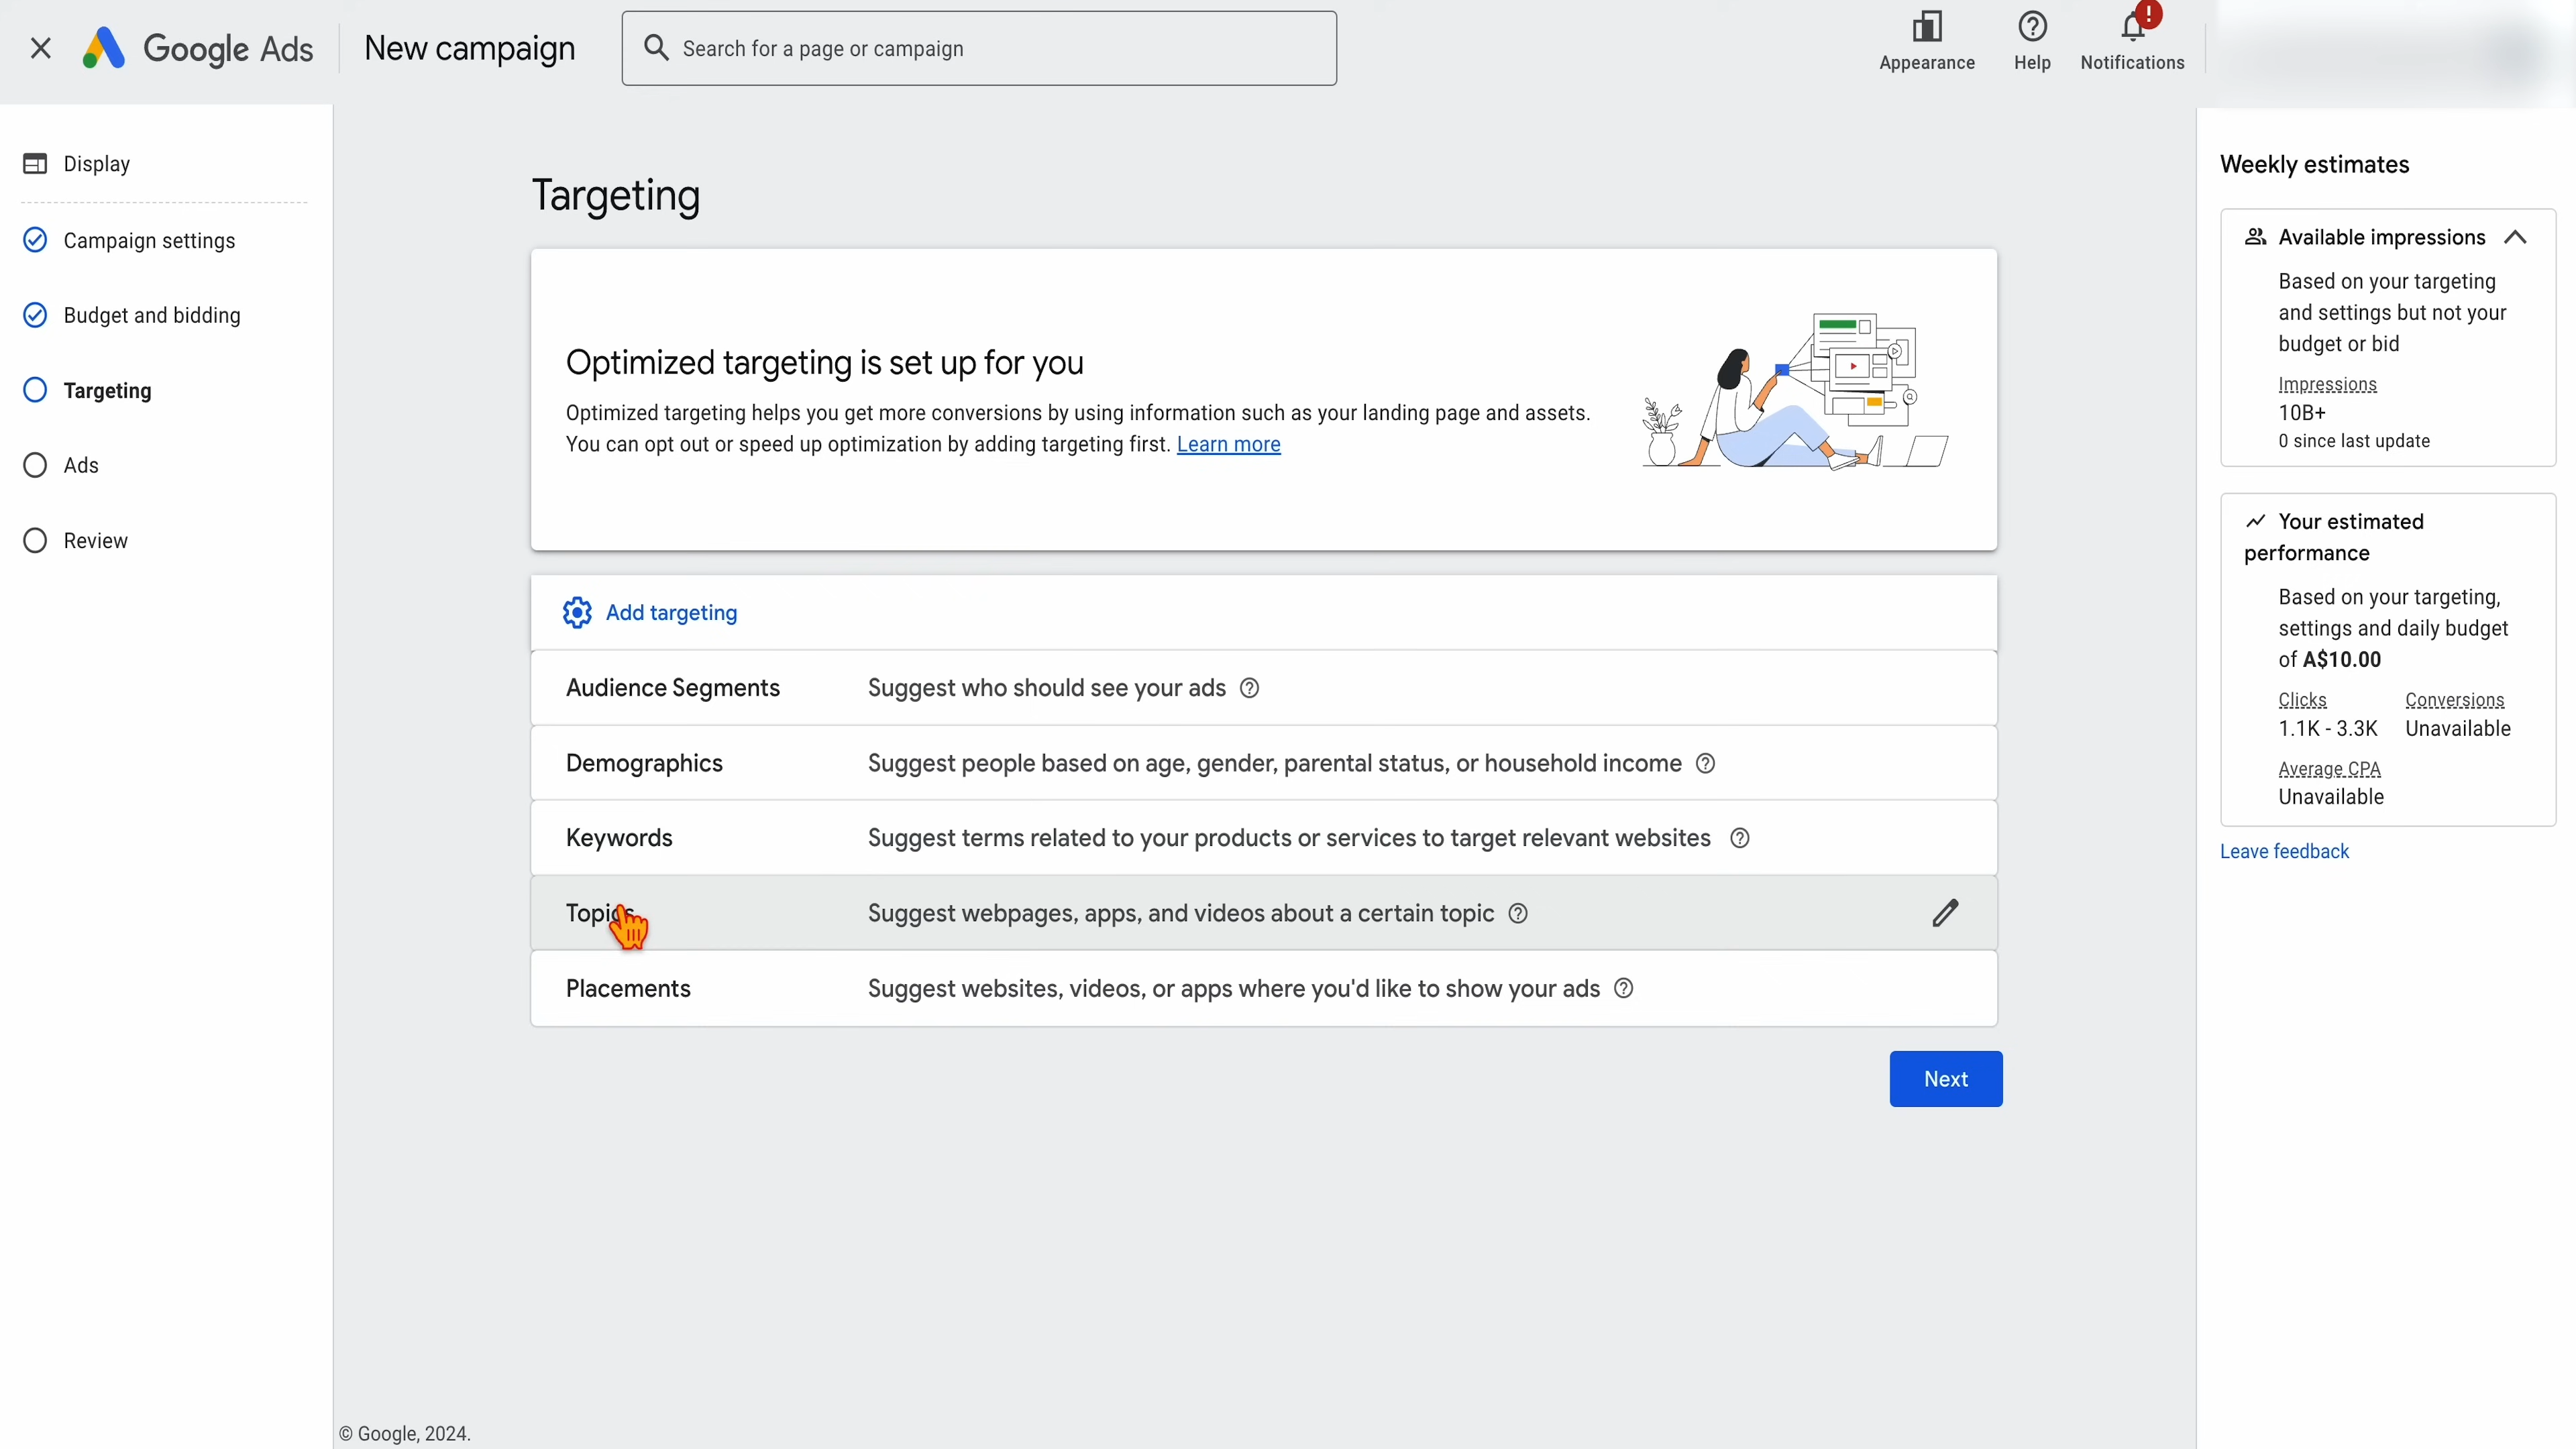 Google Ads
New campaign
Search for a page or campaign
Appearance
Help
Notifications
Display
Campaign settings
Budget and bidding
Targeting
Ads
Review
Targeting
Optimized targeting is set up for you
Optimized targeting helps you get more conversions by using information such as your landing page and assets.
You can opt out or speed up optimization by adding targeting first. Learn more
Add targeting
Audience Segments Suggest who should see your ads
Demographics Suggest people based on age, gender, parental status, or household income
Keywords Suggest terms related to your products or services to target relevant websites
Topics Suggest webpages, apps, and videos about a certain topic
Placements Suggest websites, videos, or apps where you'd like to show your ads
Next
© Google, 2024.
Weekly estimates
Available impressions
Based on your targeting
and settings but not your
budget or bid
Impressions
10B+
0 since last update
Your estimated
performance
Based on your targeting,
settings and daily budget
of A$10.00
Clicks Conversions
1.1K - 3.3K Unavailable
Average CPA
Unavailable
Leave feedback